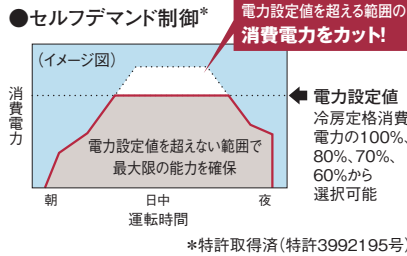 ●セルフデマンド制御*
電力設定値を超える範囲の
消費電力をカット!
(イメージ図)
消費電力
電力設定値を超えない範囲で
最大限の能力を確保
電力設定値
冷房定格消費
電力の100%、
80%、70%、
60%から
選択可能
朝 日中 夜
運転時間
*特許取得済(特許3992195号)